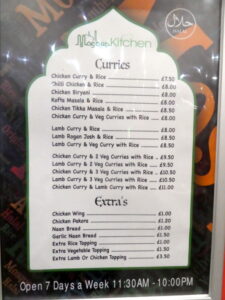 Kitchen
حلال
HALAL
Curries
Chicken Curry & Rice £7.50
Chilli Chicken & Rice £8.00
Chicken Biryani £8.00
Kofta Masala & Rice £8.00
Chicken Tikka Masala & Rice £8.50
Chicken Curry & Veg Curries with Rice £9.00
Lamb Curry & Rice £8.00
Lamb Rogan Josh & Rice £8.50
Lamb Curry & Veg Curry with Rice £8.50
Chicken Curry & 2 Veg Curries with Rice £9.50
Lamb Curry & 2 Veg Curries with Rice £9.50
Chicken Curry & 3 Veg Curries with Rice £10.50
Lamb Curry & 3 Veg Curries with Rice £10.50
Chicken Curry & Lamb Curry with Rice £11.00
Extra's
Chicken Wing £1.00
Chicken Pakora £1.20
Naan Bread £1.00
Garlic Naan Bread £1.50
Extra Rice Topping £1.00
Extra Vegetable Topping £1.50
Extra Lamb Or Chicken Topping £3.50
Open 7 Days a Week 11:30AM - 10:00PM